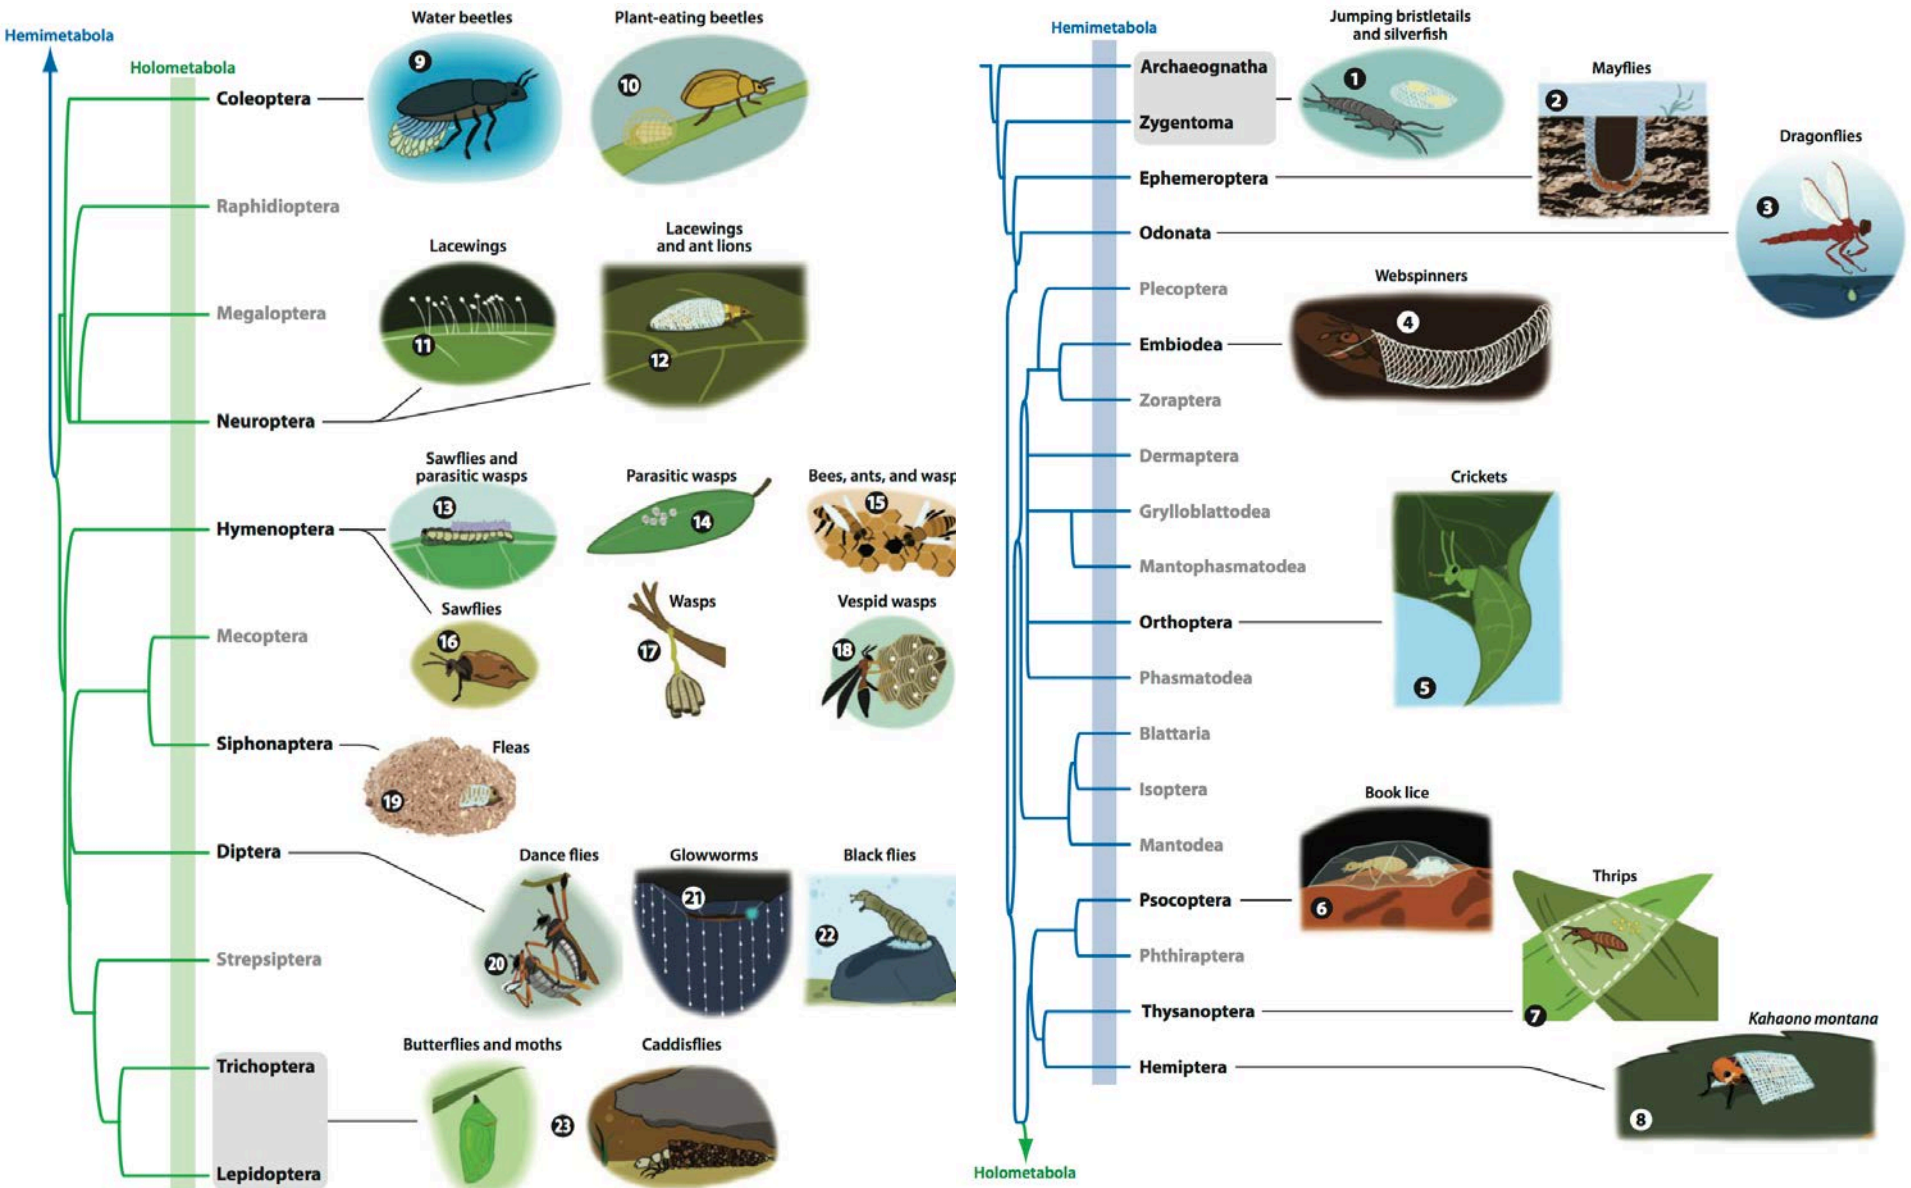 Hemimetabola
Holometabola
Water beetles
Plant-eating beetles
9
10
Coleoptera
Raphidioptera
Lacewings
Lacewings
and ant lions
Megaloptera
11
12
Neuroptera
Sawflies and
parasitic wasps
Parasitic wasps
Bees, ants, and wasp
13
14
15
Hymenoptera
Sawflies
Wasps
Vespid wasps
Mecoptera
16
17
18
Siphonaptera
Fleas
19
Diptera
Dance flies
Glowworms
Black flies
20
21
22
Strepsiptera
Butterflies and moths
Caddisflies
Trichoptera
23
Lepidoptera
Hemimetabola
Jumping bristletails
and silverfish
Archaeognatha
1
Mayflies
2
Zygentoma
Dragonflies
Ephemeroptera
3
Odonata
Webspinners
Plecoptera
4
Embiodea
Zoraptera
Dermaptera
Crickets
Grylloblattodea
Mantophasmatodea
Orthoptera
Phasmatodea
5
Blattaria
Isoptera
Book lice
Mantodea
Thrips
Psocoptera
6
Phthiraptera
Thysanoptera
7
Kahaono montana
Hemiptera
8
Holometabola